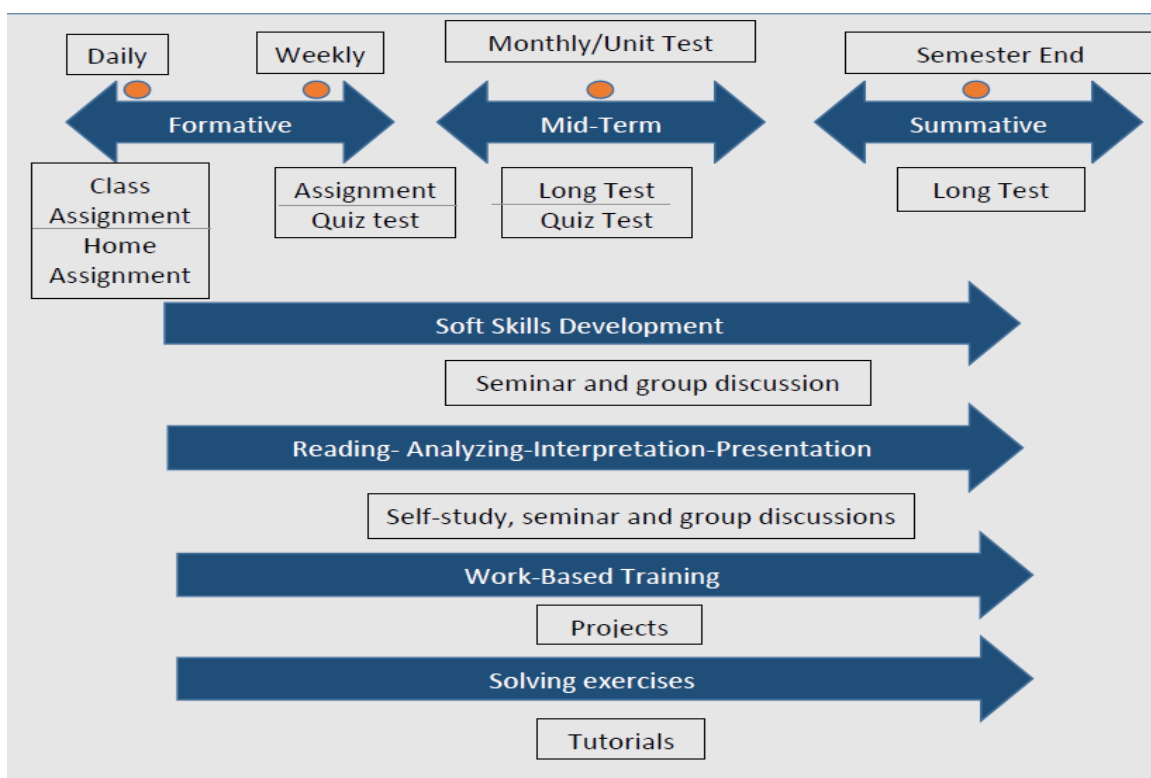 Daily
Weekly
Monthly/Unit Test
Semester End
Formative
Mid-Term
Summative
Class
Assignment
Home
Assignment
Assignment
Quiz test
Long Test
Quiz Test
Long Test
Soft Skills Development
Seminar and group discussion
Reading- Analyzing-Interpretation-Presentation
Self-study, seminar and group discussions
Work-Based Training
Projects
Solving exercises
Tutorials